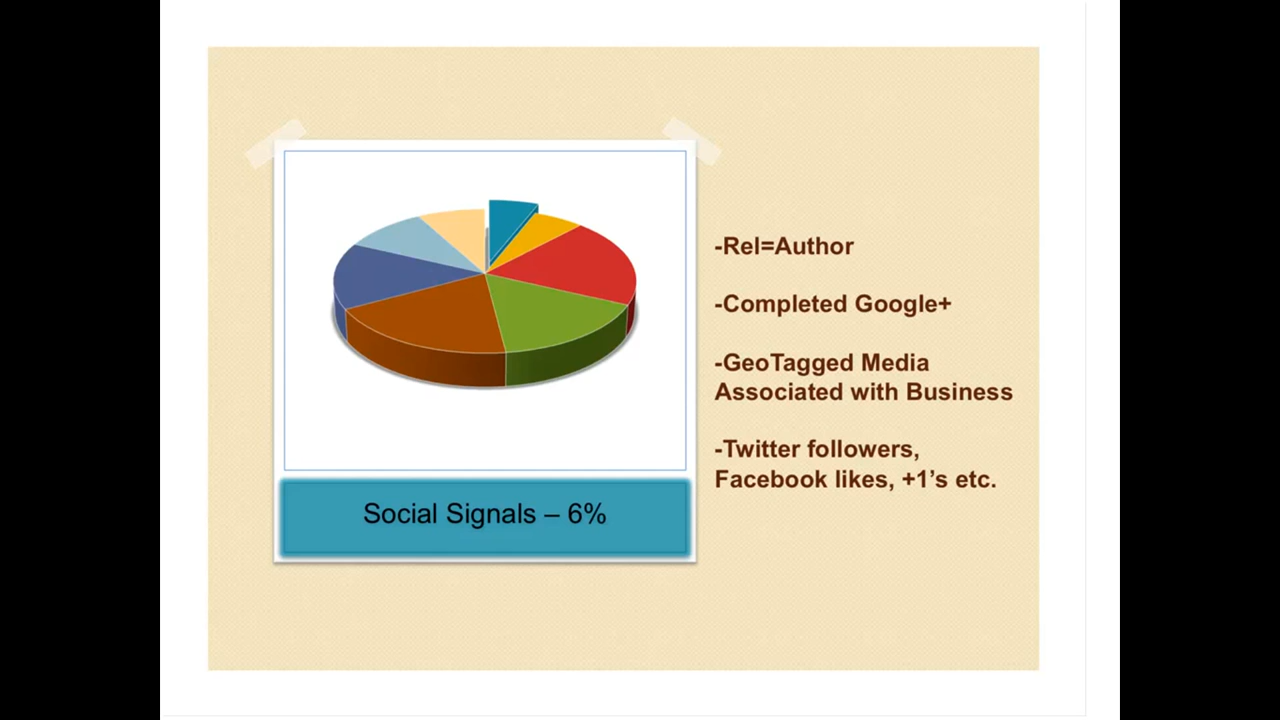 Social Signals – 6%
-Rel=Author
-Completed Google+
-GeoTagged Media
Associated with Business
-Twitter followers,
Facebook likes, +1’s etc.